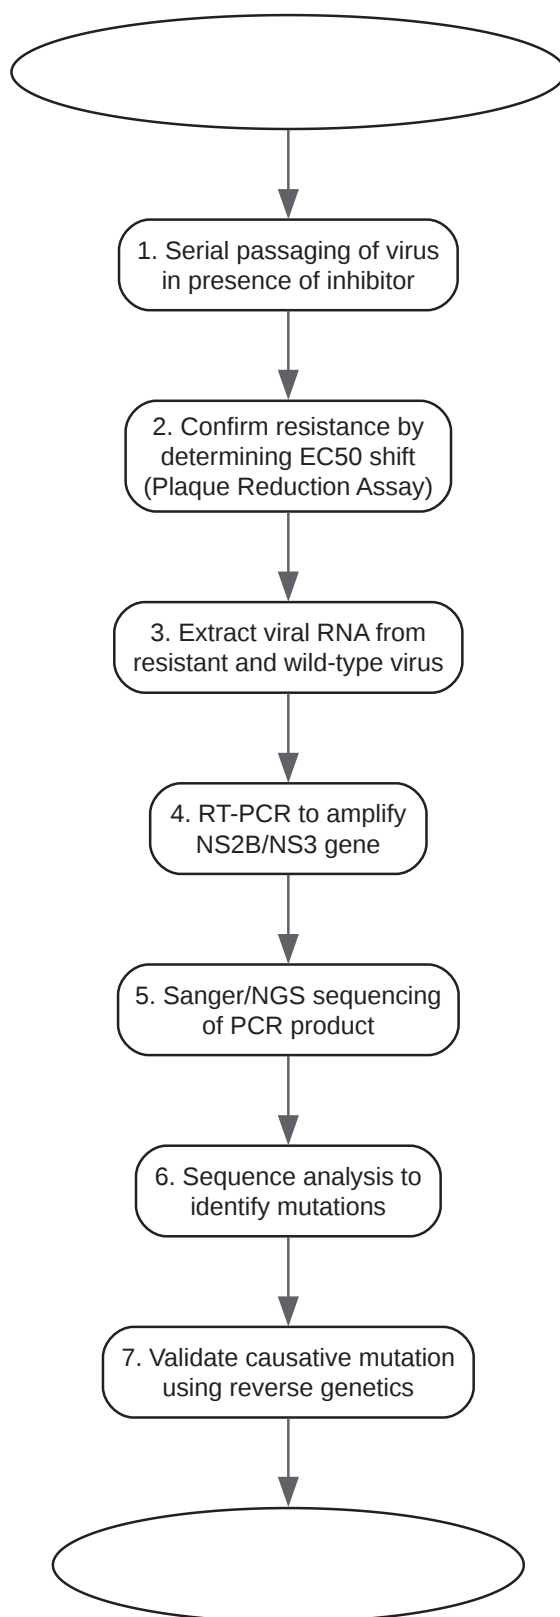 1. Serial passaging of virus
in presence of inhibitor
2. Confirm resistance by
determining EC50 shift
(Plaque Reduction Assay)
3. Extract viral RNA from
resistant and wild-type virus
4. RT-PCR to amplify
NS2B/NS3 gene
5. Sanger/NGS sequencing
of PCR product
6. Sequence analysis to
identify mutations
7. Validate causative mutation
using reverse genetics